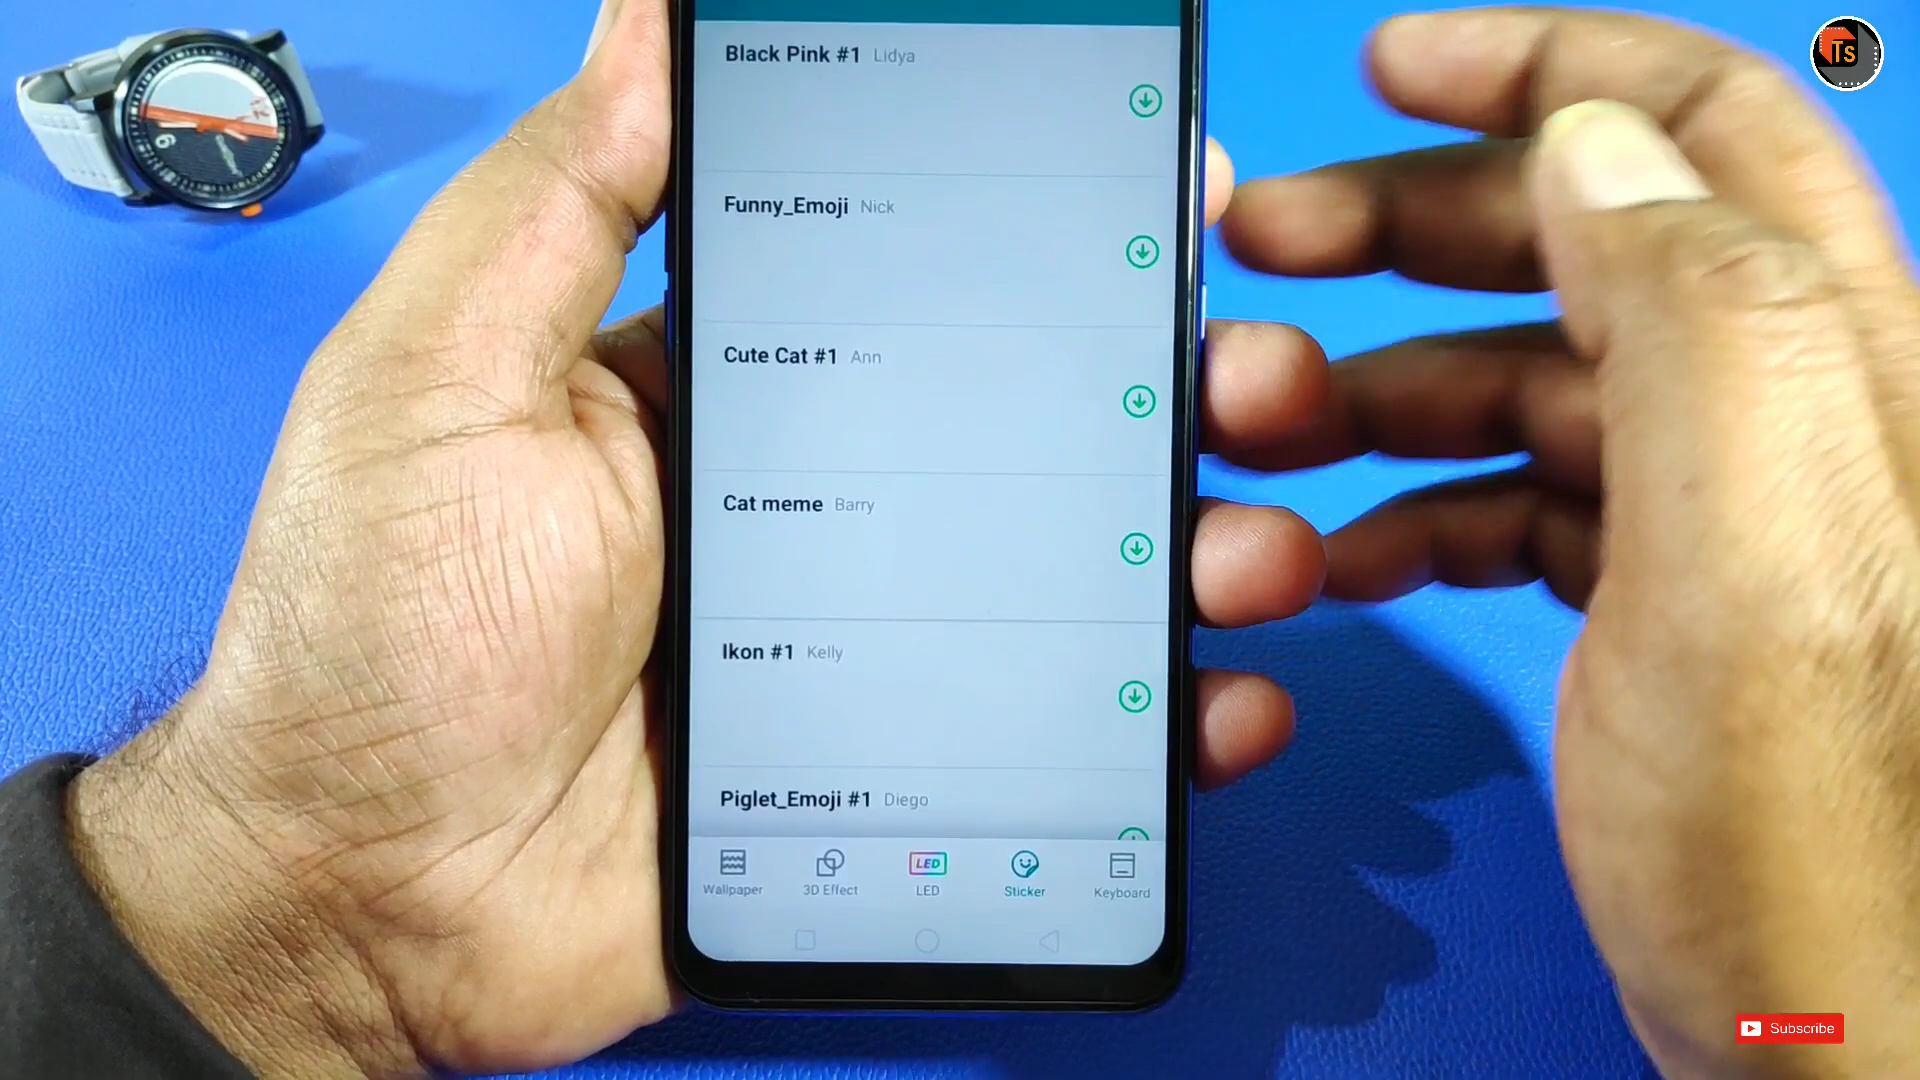 Black Pink #1 Lidya
Funny_Emoji Nick
Cute Cat #1 Ann
Cat meme Barry
Ikon #1 Kelly
Piglet_Emoji #1 Diego
LED
Wallpaper 3D Effect LED Sticker Keyboard
Ts
6
Subscribe